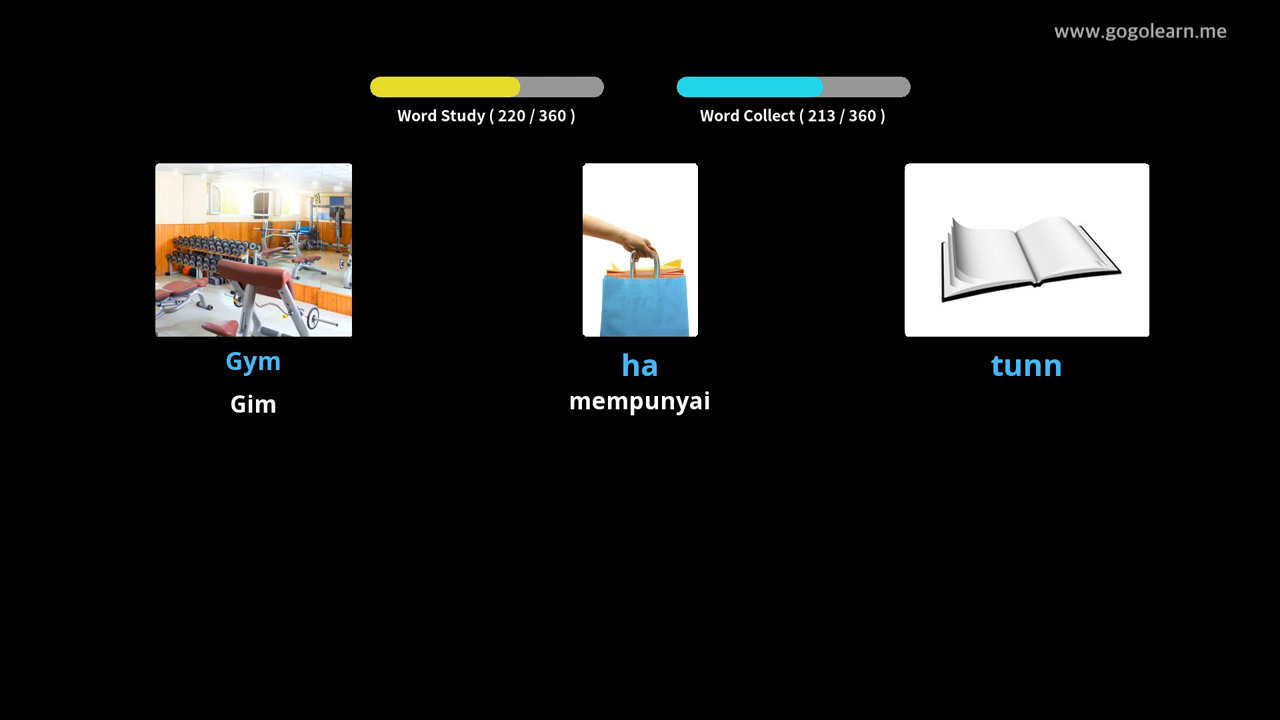 www.gogolearn.me
Word Study ( 220 / 360 )
Word Collect ( 213 / 360 )
Gym
Gim
ha
mempunyai
tunn